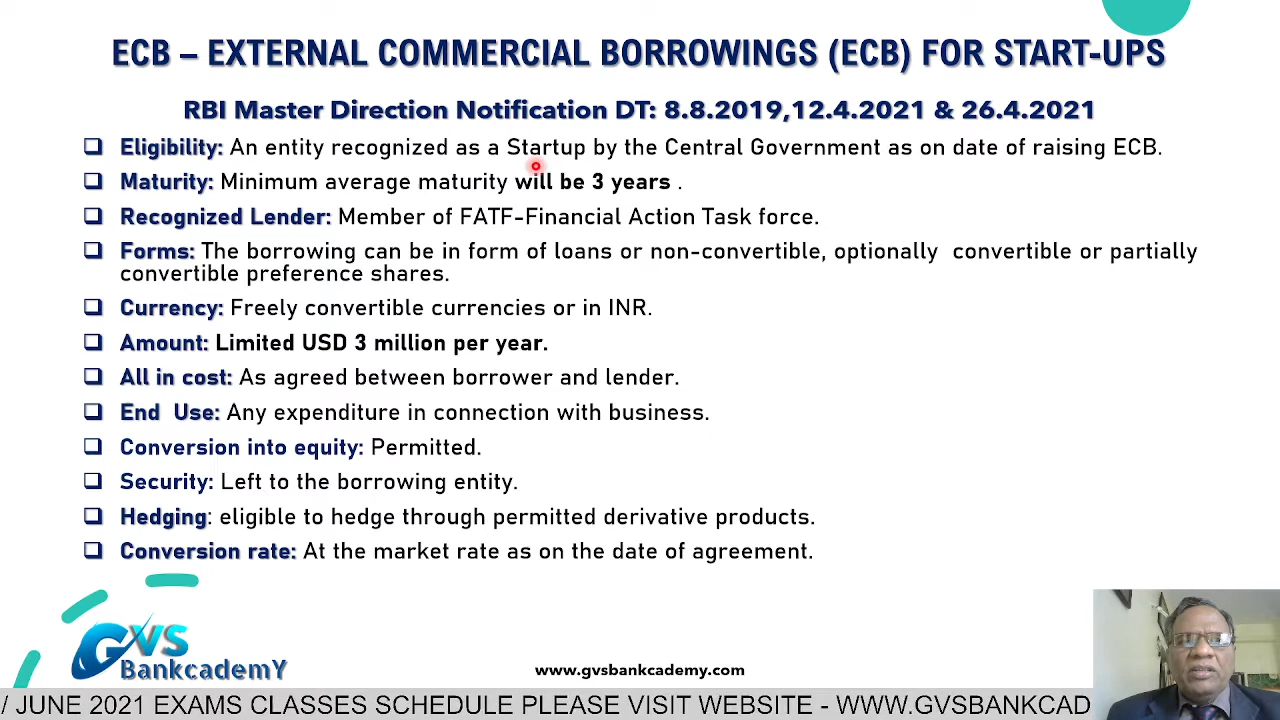 ECB – EXTERNAL COMMERCIAL BORROWINGS (ECB) FOR START-UPS
RBI Master Direction Notification DT: 8.8.2019,12.4.2021 & 26.4.2021
❑ Eligibility: An entity recognized as a Startup by the Central Government as on date of raising ECB.
❑ Maturity: Minimum average maturity will be 3 years .
❑ Recognized Lender: Member of FATF-Financial Action Task force.
❑ Forms: The borrowing can be in form of loans or non-convertible, optionally convertible or partially
convertible preference shares.
❑ Currency: Freely convertible currencies or in INR.
❑ Amount: Limited USD 3 million per year.
❑ All in cost: As agreed between borrower and lender.
❑ End Use: Any expenditure in connection with business.
❑ Conversion into equity: Permitted.
❑ Security: Left to the borrowing entity.
❑ Hedging: eligible to hedge through permitted derivative products.
❑ Conversion rate: At the market rate as on the date of agreement.
GVS
BankcademY
www.gvsbankcademy.com
/ JUNE 2021 EXAMS CLASSES SCHEDULE PLEASE VISIT WEBSITE - WWW.GVSBANKCAD